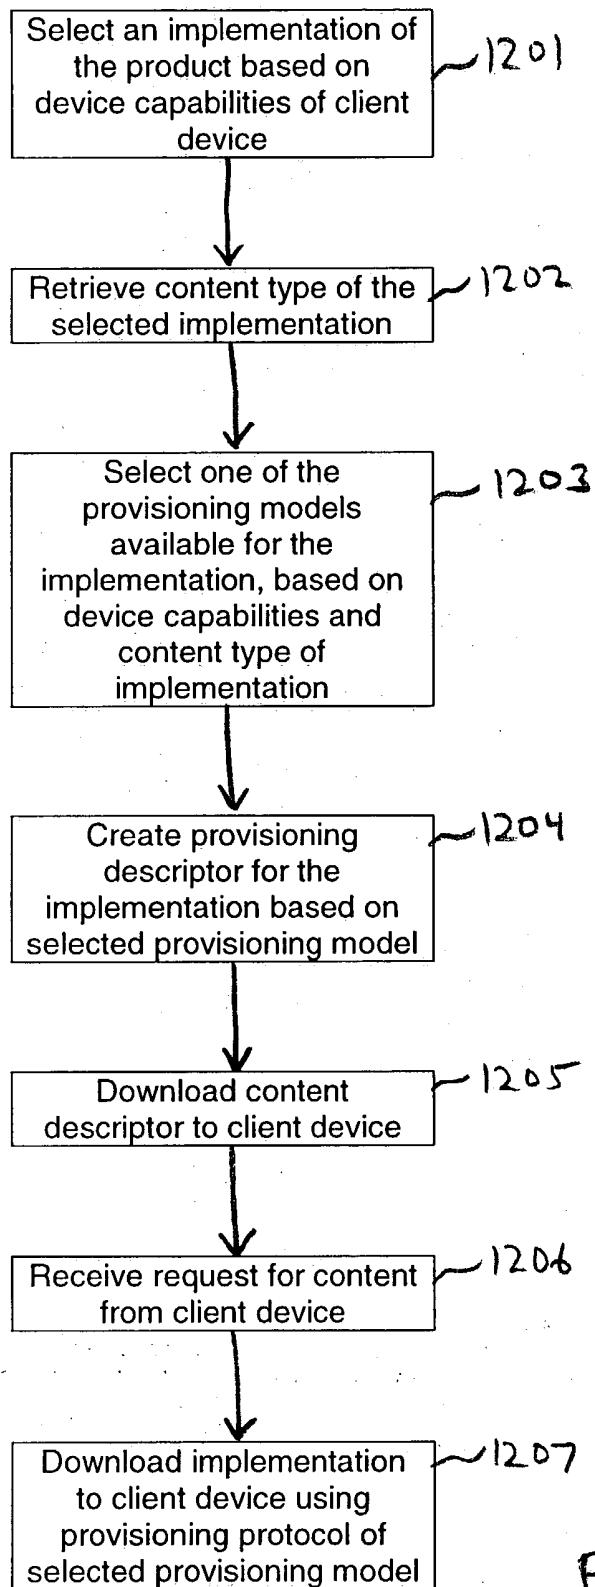 Select an implementation of
the product based on
device capabilities of client
device
1201
Retrieve content type of the
selected implementation
1202
Select one of the
provisioning models
available for the
implementation, based on
device capabilities and
content type of
implementation
1203
Create provisioning
descriptor for the
implementation based on
selected provisioning model
1204
Download content
descriptor to client device
1205
Receive request for content
from client device
1206
Download implementation
to client device using
provisioning protocol of
selected provisioning model
1207